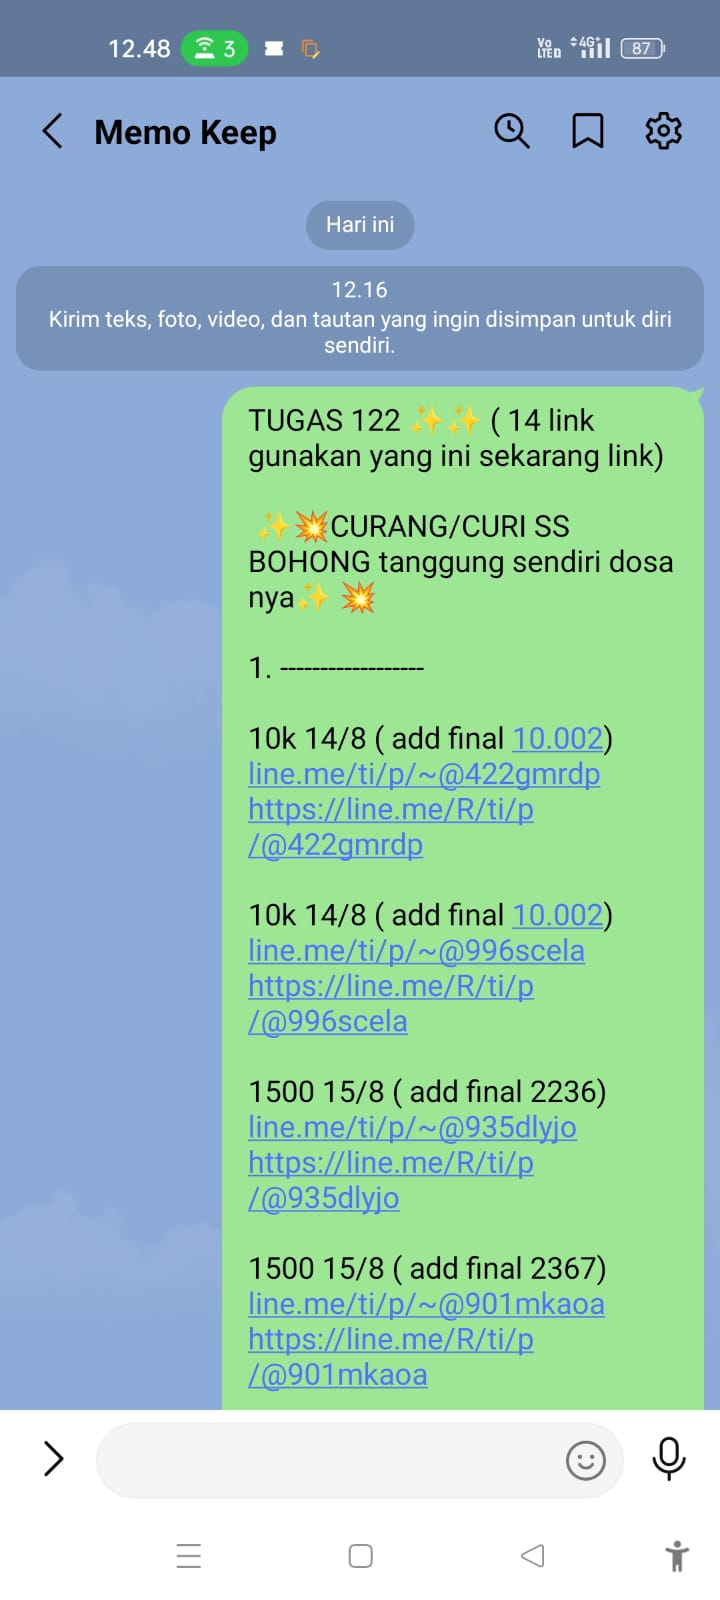 12.48 3 Vo LTED 4G+ 87
Memo Keep
Hari ini
12.16
Kirim teks, foto, video, dan tautan yang ingin disimpan untuk diri
sendiri.
TUGAS 122 ✨✨ ( 14 link
gunakan yang ini sekarang link)
✨💥CURANG/CURI SS
BOHONG tanggung sendiri dosa
nya✨ 💥
1. ------------------
10k 14/8 ( add final 10.002)
line.me/ti/p/~@422gmrdp
https://line.me/R/ti/p
/@422gmrdp
10k 14/8 ( add final 10.002)
line.me/ti/p/~@996scela
https://line.me/R/ti/p
/@996scela
1500 15/8 ( add final 2236)
line.me/ti/p/~@935dlyjo
https://line.me/R/ti/p
/@935dlyjo
1500 15/8 ( add final 2367)
line.me/ti/p/~@901mkaoa
https://line.me/R/ti/p
/@901mkaoa